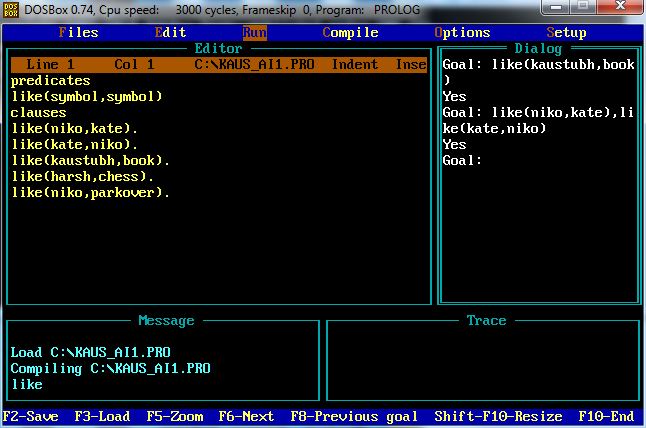 DOS BOX DOSBox 0.74, Cpu speed: 3000 cycles, Frameskip 0, Program: PROLOG
Files Edit Run Compile Options Setup
Editor
Line 1 Col 1 C:\KAUS_AI1.PRO Indent Inse
predicates
like(symbol,symbol)
clauses
like(niko,kate).
like(kate,niko).
like(kaustubh,book).
like(harsh,chess).
like(niko,parkover).
Dialog
Goal: like(kaustubh,book
)
Yes
Goal: like(niko,kate),li
ke(kate,niko)
Yes
Goal:
Message
Load C:\KAUS_AI1.PRO
Compiling C:\KAUS_AI1.PRO
like
Trace
F2-Save F3-Load F5-Zoom F6-Next F8-Previous goal Shift-F10-Resize F10-End